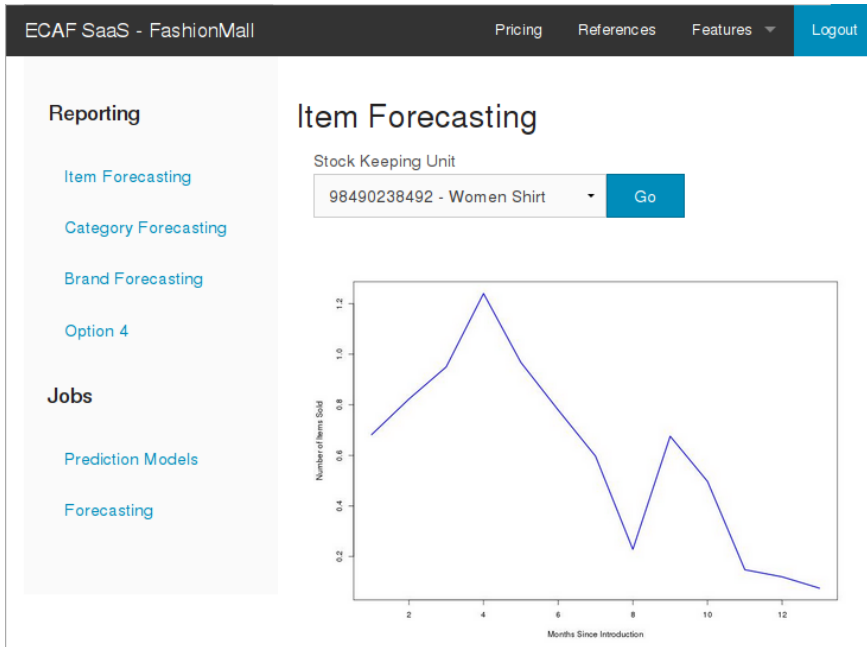 ECAF SaaS - FashionMall
Pricing
References
Features
Logout
Reporting
Item Forecasting
Category Forecasting
Brand Forecasting
Option 4
Jobs
Prediction Models
Forecasting
Item Forecasting
Stock Keeping Unit
98490238492 - Women Shirt
Go
Number of Items Sold
1.2
1.0
0.8
0.6
0.4
0.2
2 4 6 8 10 12
Months Since Introduction